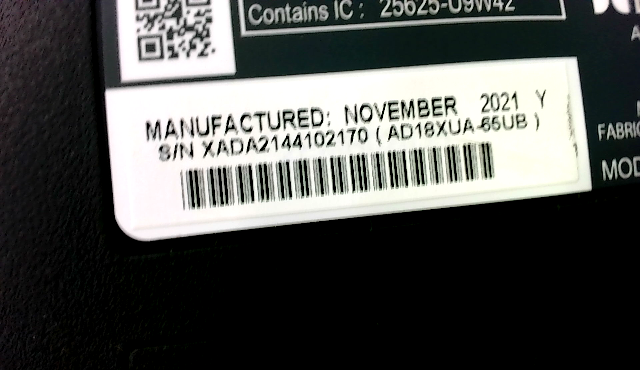 Contains IC : 25625-U9W42
MANUFACTURED: NOVEMBER 2021 Y
S/N XADA2144102170 ( AD18XUA-65UB )
FABRIC
MOD